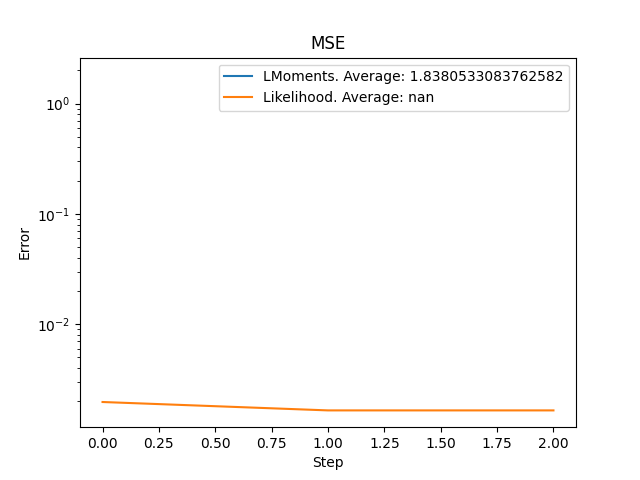 MSE
LMoments. Average: 1.8380533083762582
Likelihood. Average: nan
10⁰
10⁻¹
10⁻²
Error
0.00 0.25 0.50 0.75 1.00 1.25 1.50 1.75 2.00
Step